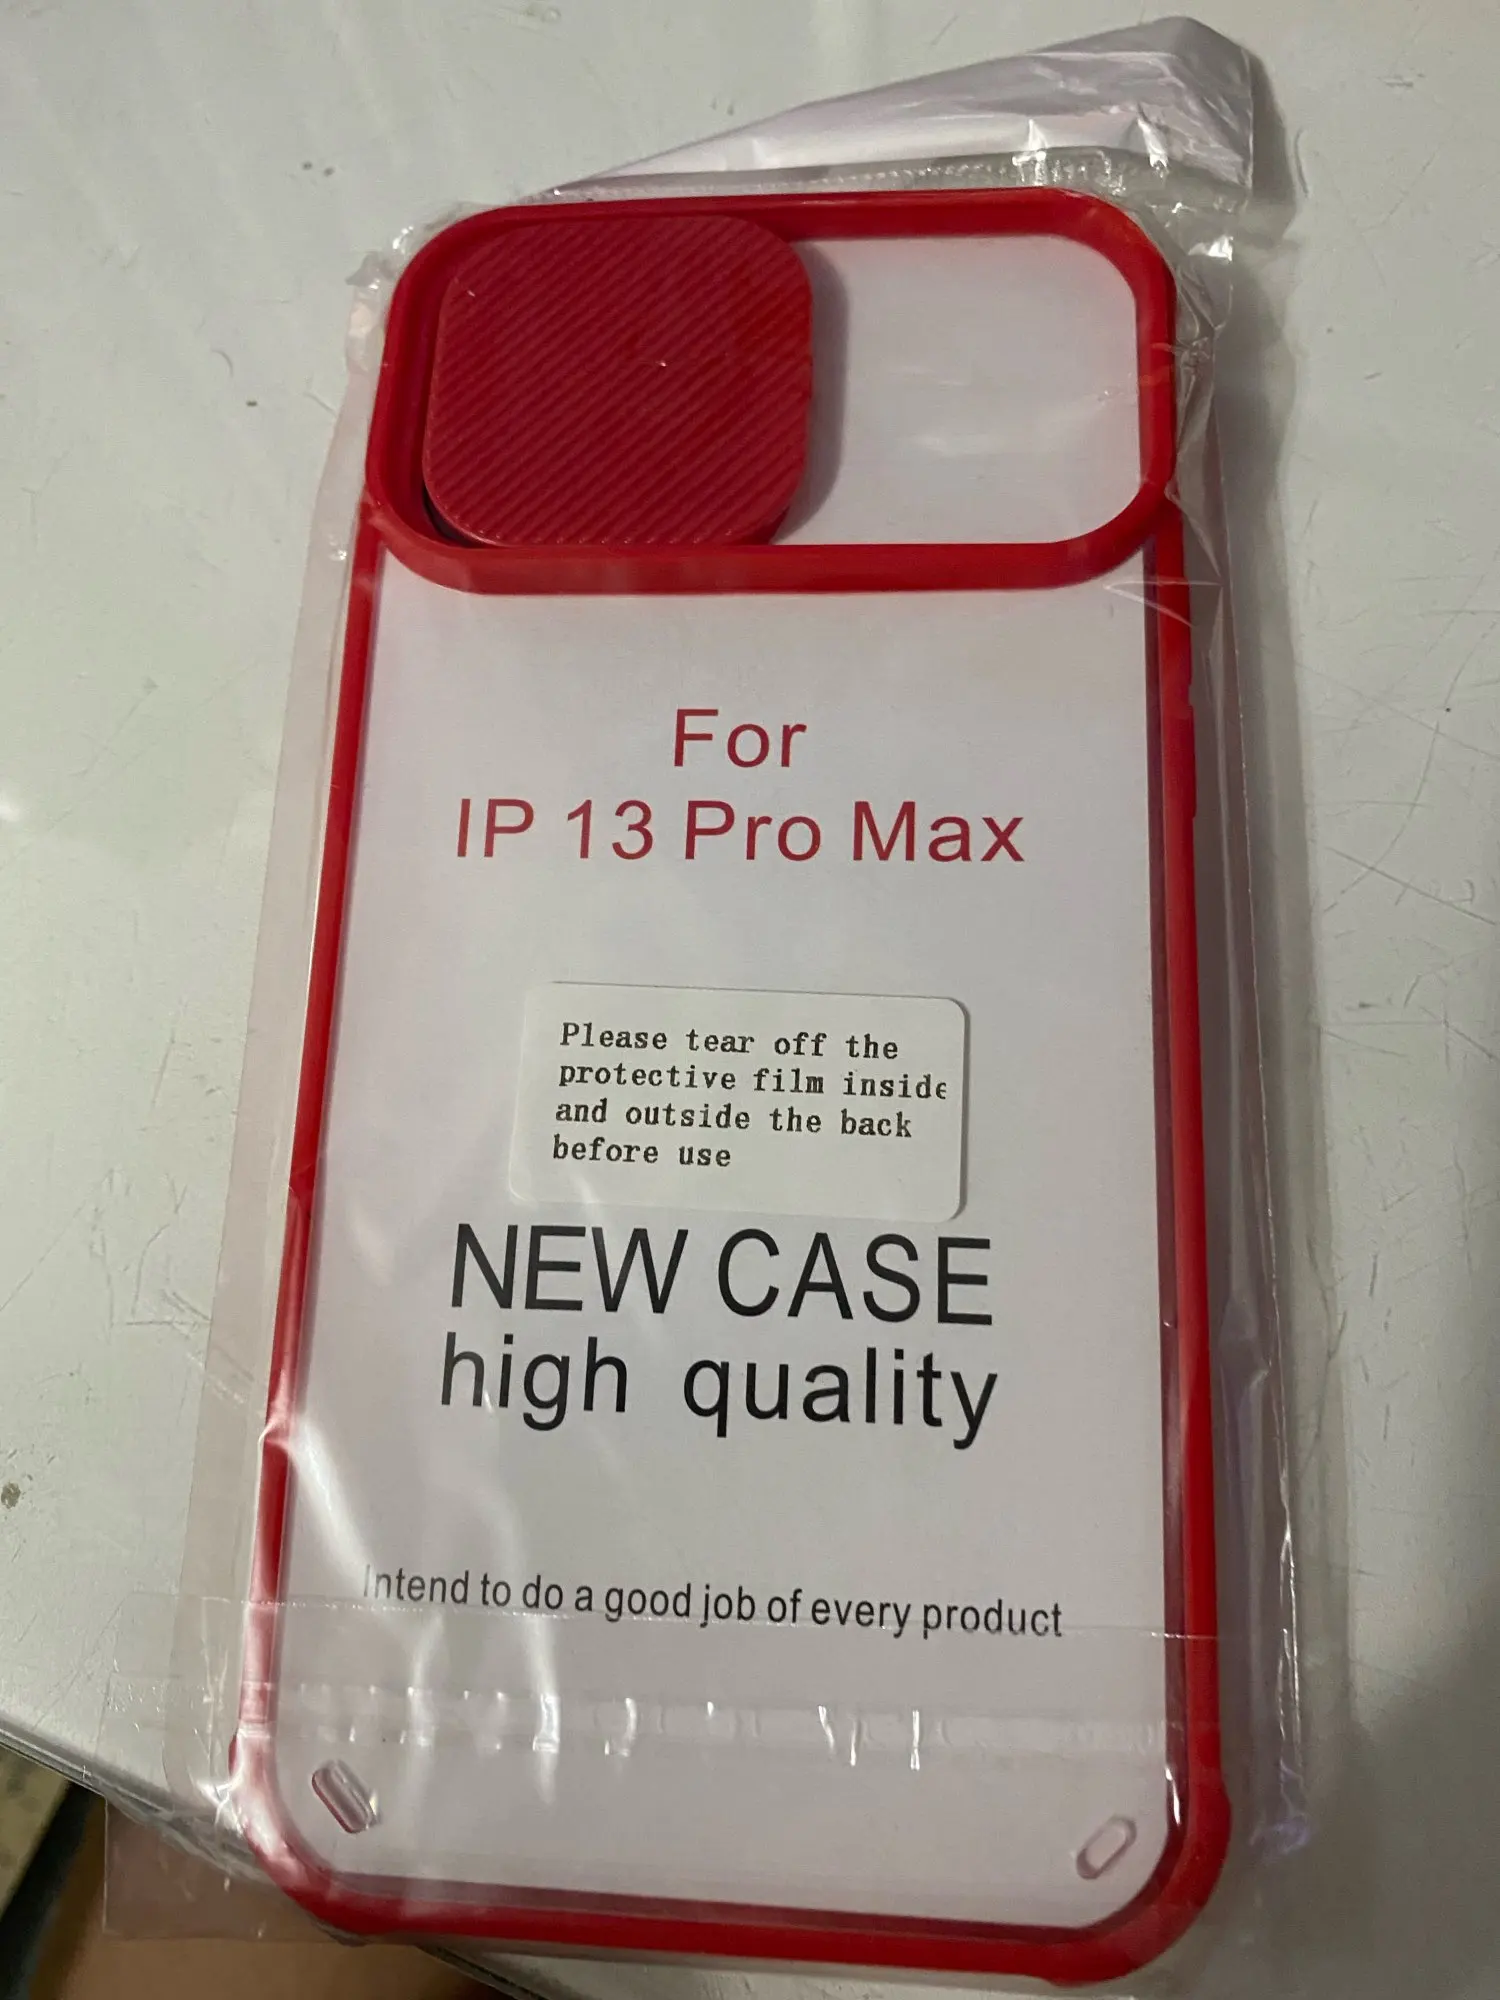 For
IP 13 Pro Max
Please tear off the
protective film inside
and outside the back
before use
NEW CASE
high quality
Intend to do a good job of every product